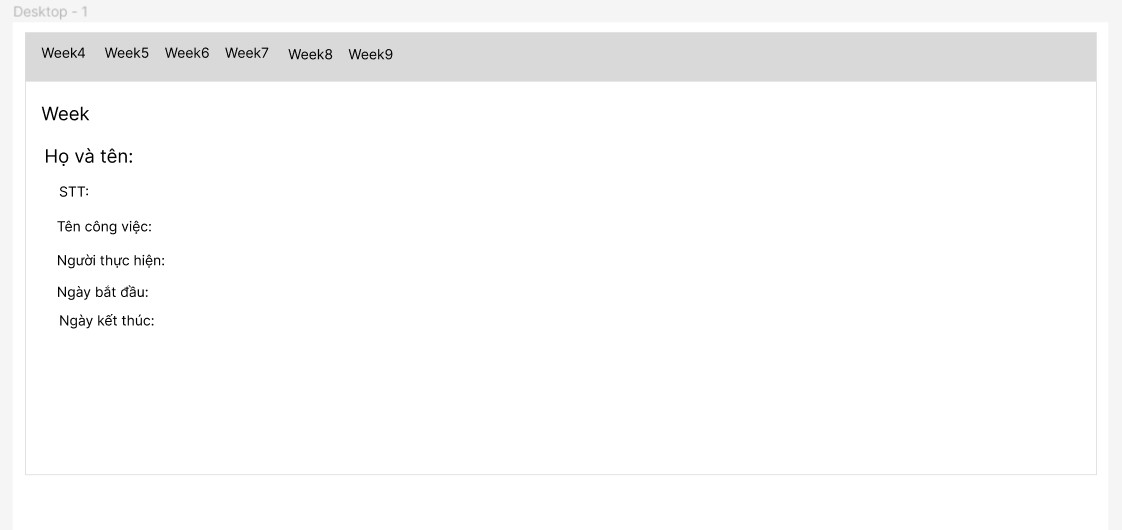 Desktop - 1
Week4 Week5 Week6 Week7 Week8 Week9
Week
Họ và tên:
STT:
Tên công việc:
Người thực hiện:
Ngày bắt đầu:
Ngày kết thúc: